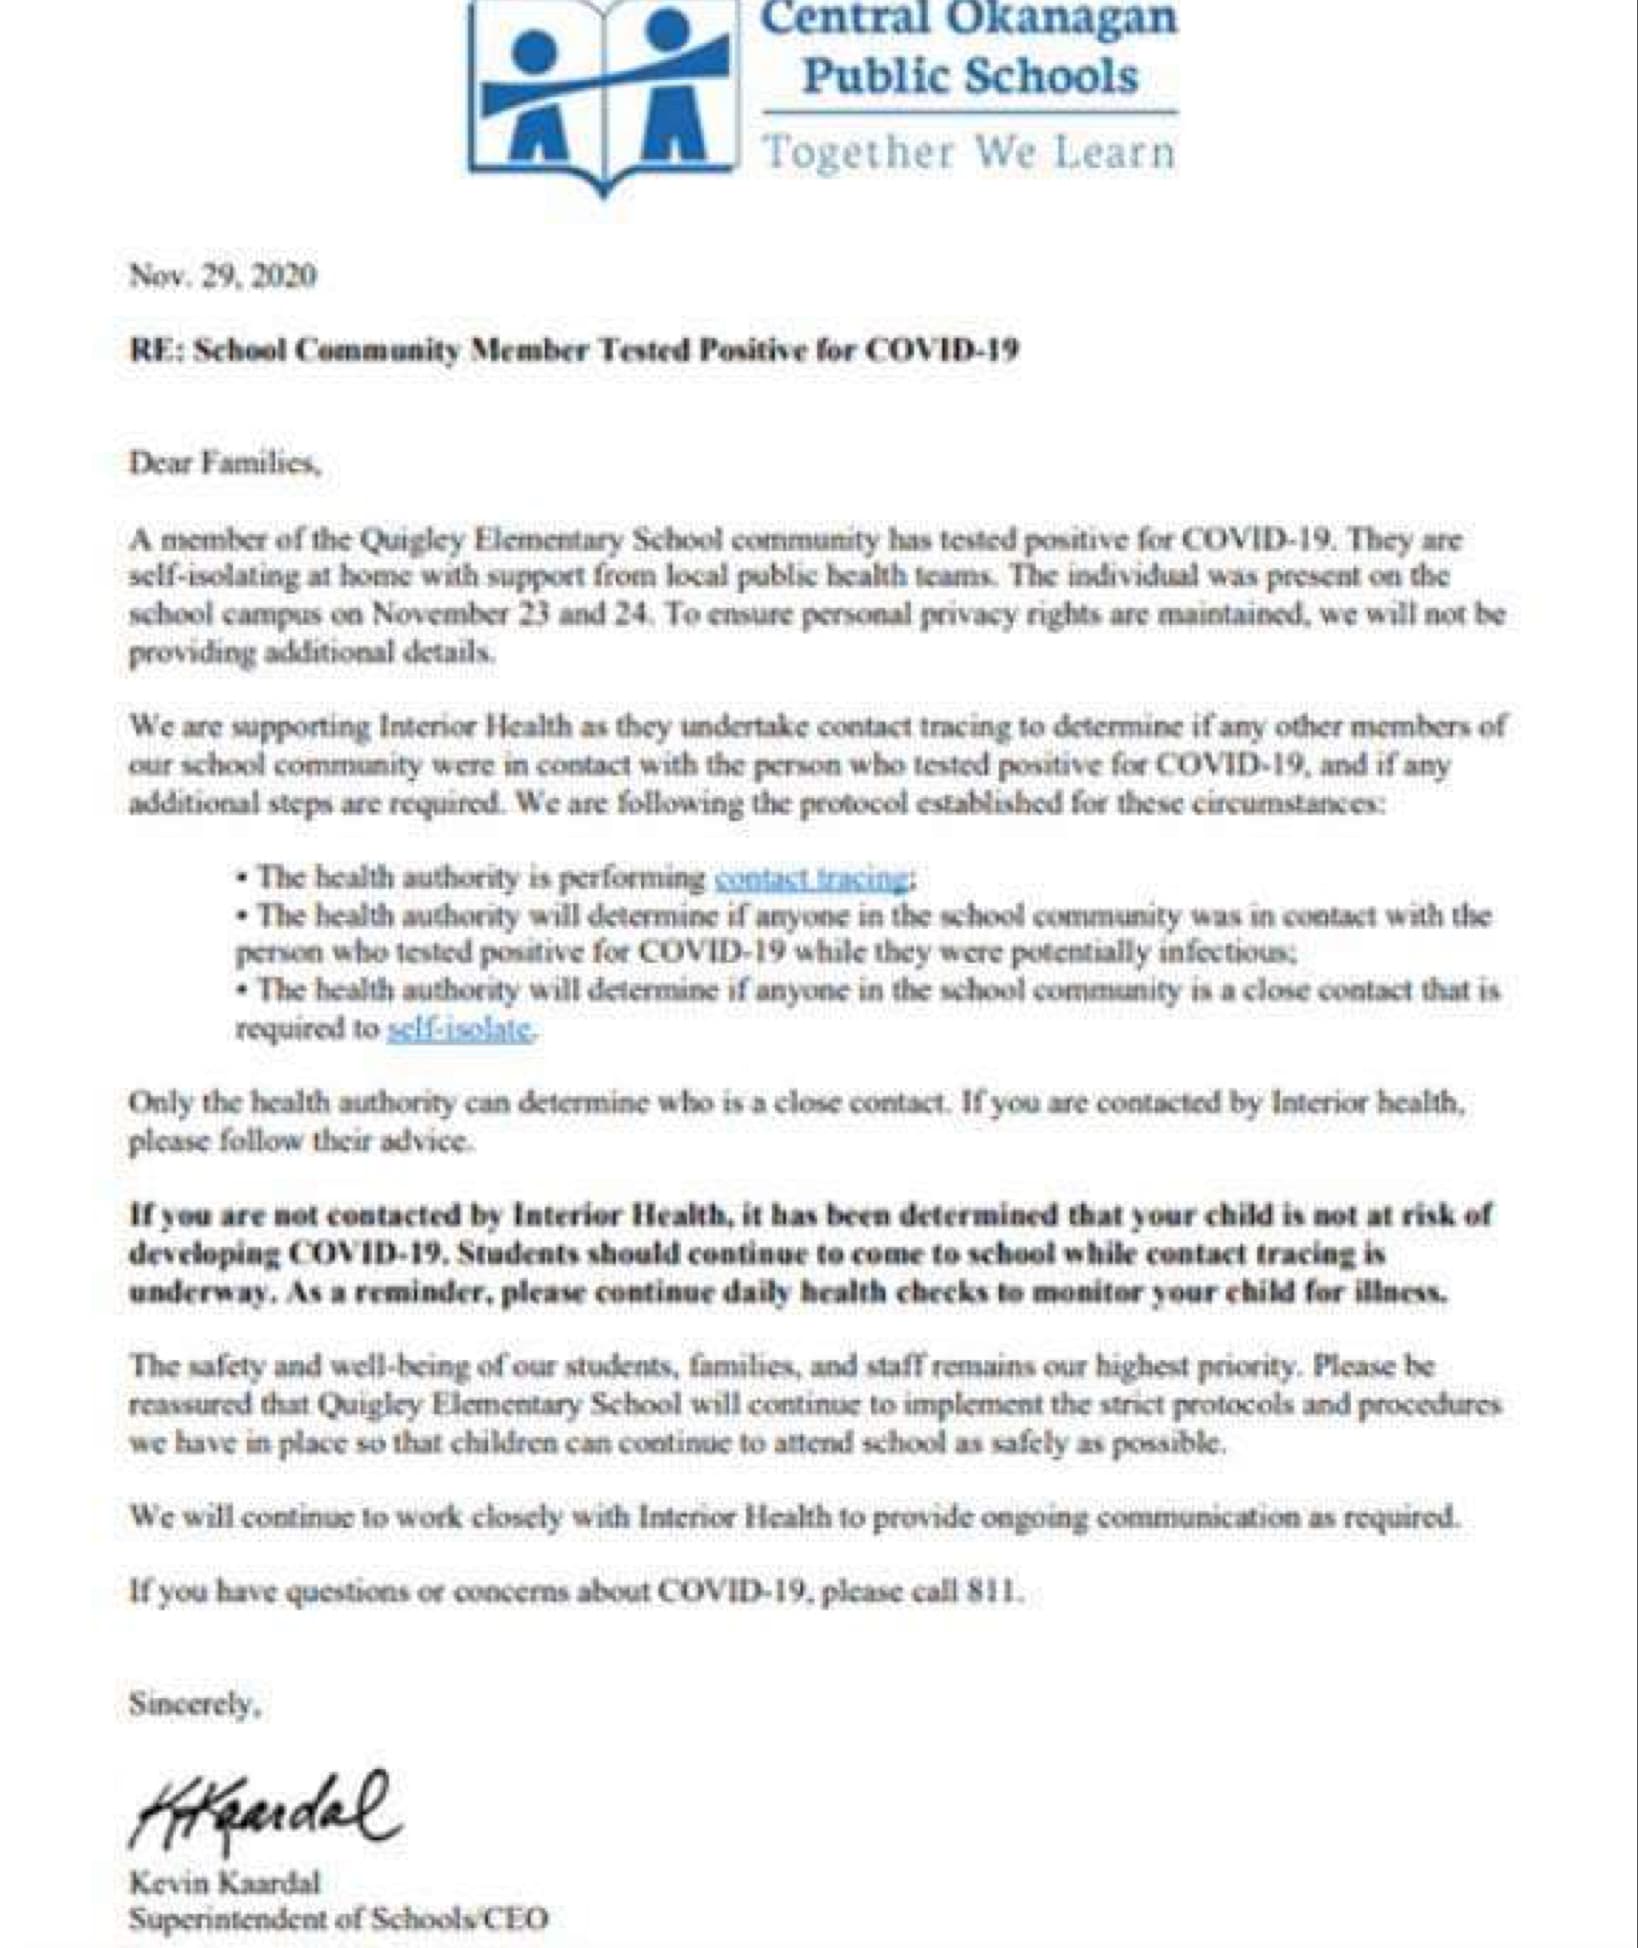 Central Okanagan
Public Schools
Together We Learn
Nov. 29, 2020
RE: School Community Member Tested Positive for COVID-19
Dear Families,
A member of the Quigley Elementary School community has tested positive for COVID-19. They are
self-isolating at home with support from local public health teams. The individual was present on the
school campus on November 23 and 24. To ensure personal privacy rights are maintained, we will not be
providing additional details.
We are supporting Interior Health as they undertake contact tracing to determine if any other members of
our school community were in contact with the person who tested positive for COVID-19, and if any
additional steps are required. We are following the protocol established for these circumstances:
• The health authority is performing contact tracing;
• The health authority will determine if anyone in the school community was in contact with the
person who tested positive for COVID-19 while they were potentially infectious;
• The health authority will determine if anyone in the school community is a close contact that is
required to self-isolate.
Only the health authority can determine who is a close contact. If you are contacted by Interior health,
please follow their advice.
If you are not contacted by Interior Health, it has been determined that your child is not at risk of
developing COVID-19. Students should continue to come to school while contact tracing is
underway. As a reminder, please continue daily health checks to monitor your child for illness.
The safety and well-being of our students, families, and staff remains our highest priority. Please be
reassured that Quigley Elementary School will continue to implement the strict protocols and procedures
we have in place so that children can continue to attend school as safely as possible.
We will continue to work closely with Interior Health to provide ongoing communication as required.
If you have questions or concerns about COVID-19, please call 811.
Sincerely,
KKaardal
Kevin Kaardal
Superintendent of Schools/CEO